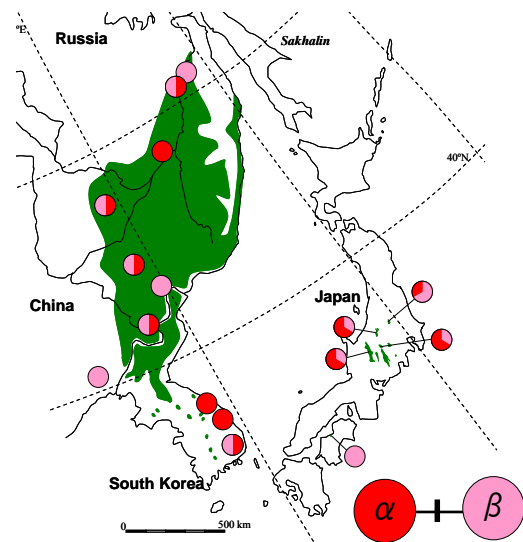 °E
Russia
Sakhalin
40°N
China
Japan
South Korea
0 500 km
α β